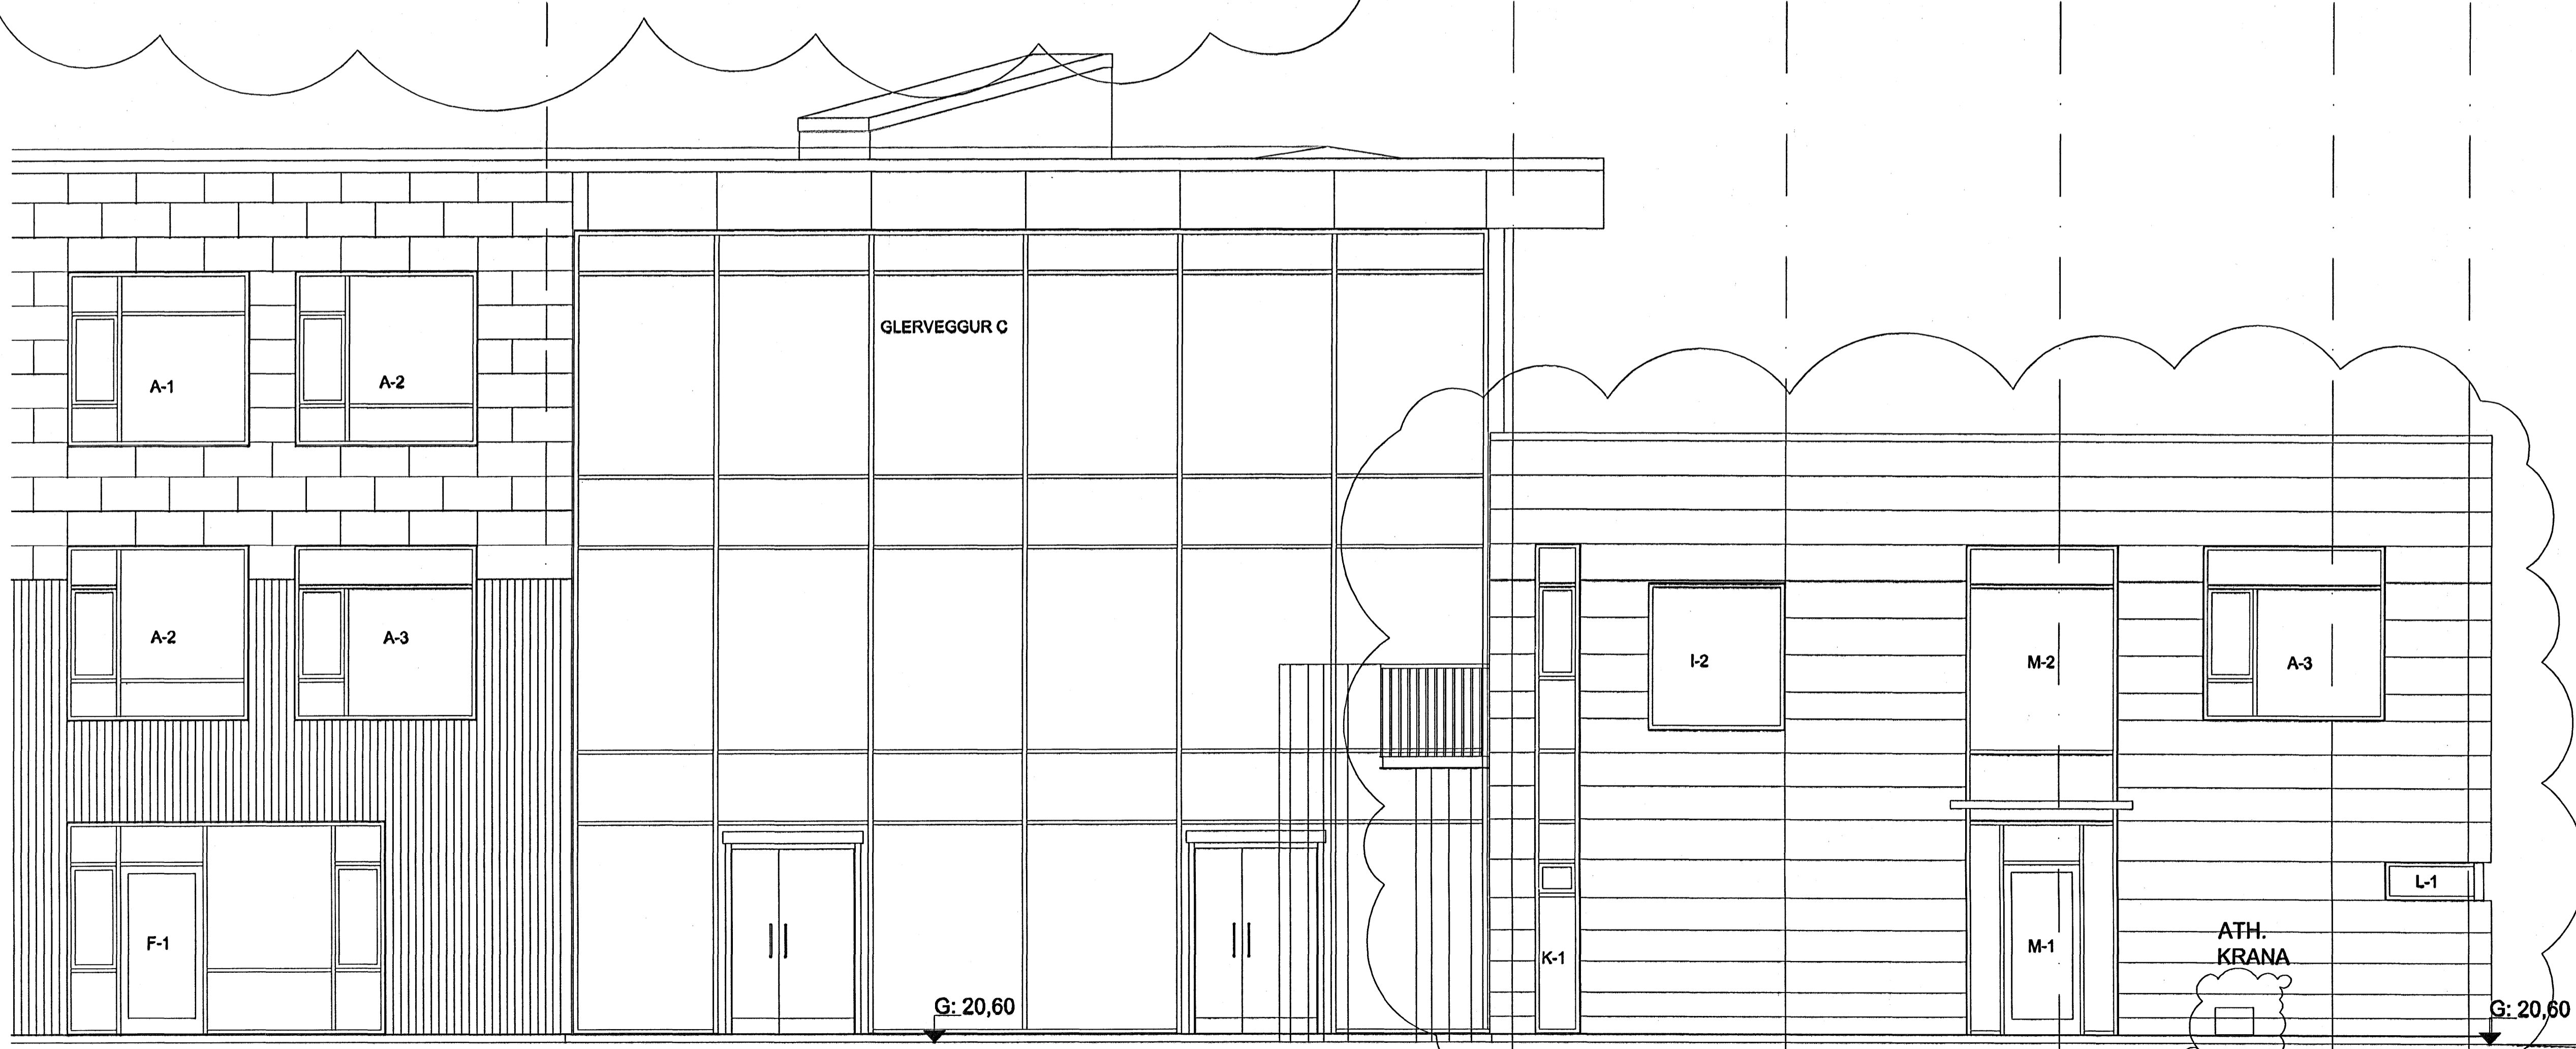 GLERVEGGUR C
A-1
A-2
A-2
A-3
I-2
M-2
A-3
L-1
F-1
K-1
M-1
ATH.
KRANA
G: 20,60
G: 20,60